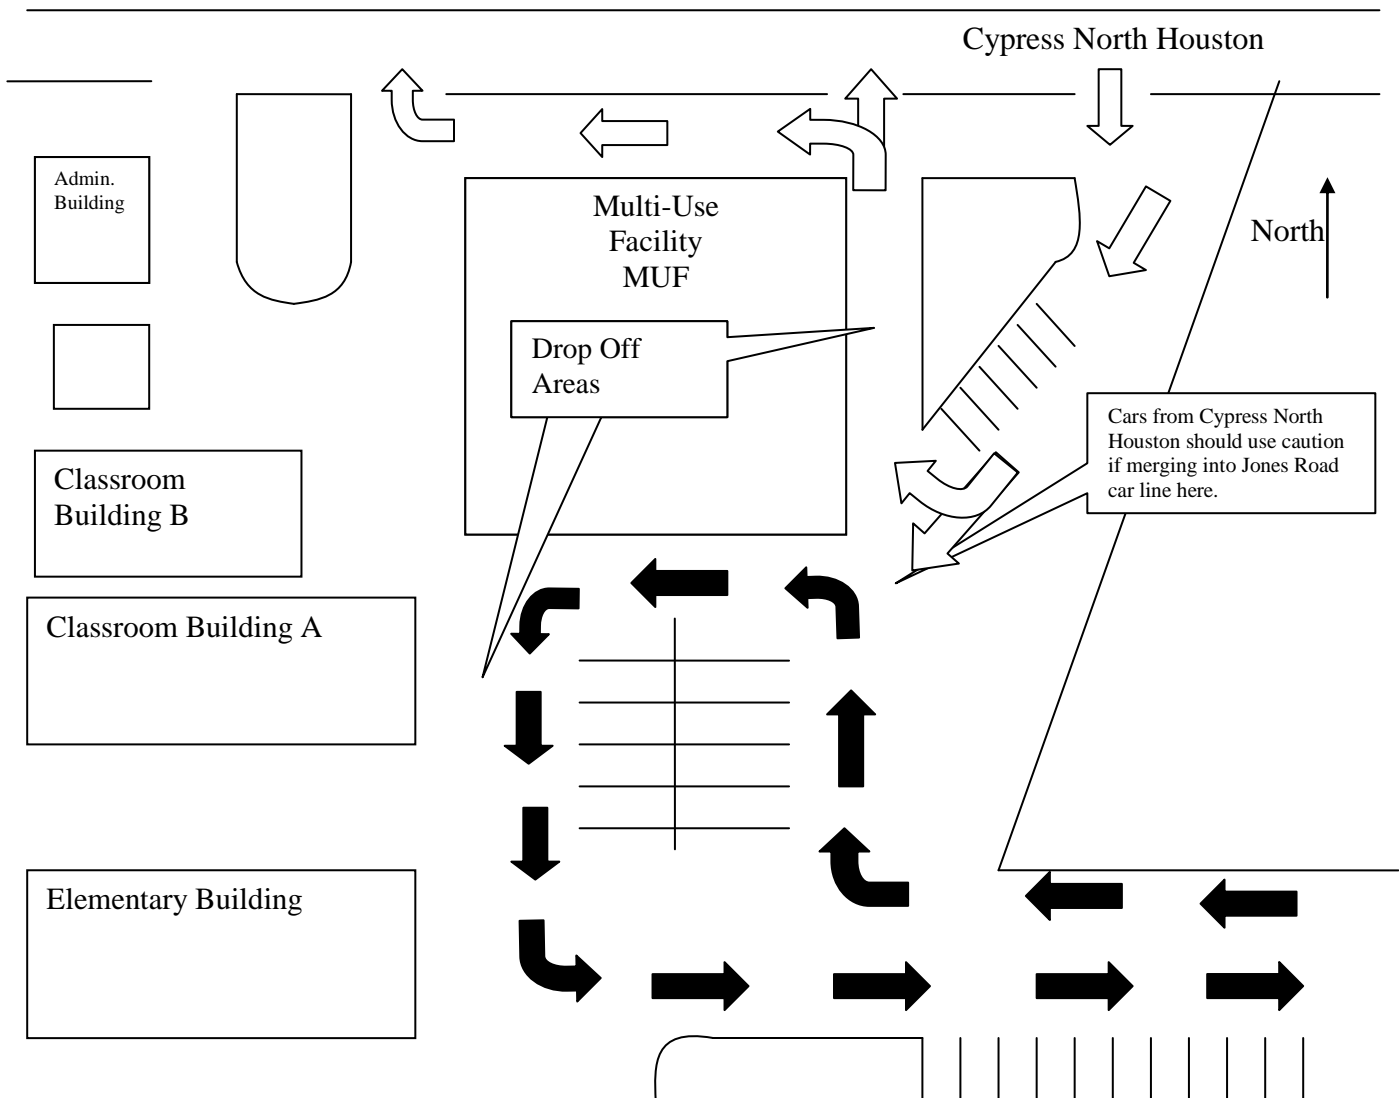 Cypress North Houston
Admin.
Building
Multi-Use
Facility
MUF
North
Drop Off
Areas
Cars from Cypress North
Houston should use caution
if merging into Jones Road
car line here.
Classroom
Building B
Classroom Building A
Elementary Building